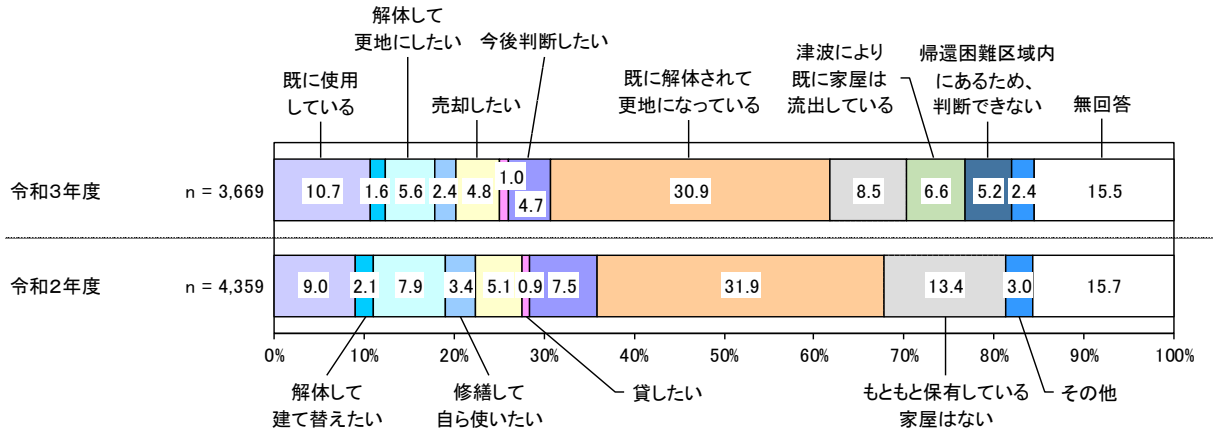 解体して
更地にしたい
今後判断したい
既に使用
している
売却したい
既に解体されて
更地になっている
津波により
既に家屋は
流出している
帰還困難区域内
にあるため、
判断できない
無回答
令和3年度 n = 3,669 10.7 1.6 5.6 2.4 4.8 1.0 4.7 30.9 8.5 6.6 5.2 2.4 15.5
令和2年度 n = 4,359 9.0 2.1 7.9 3.4 5.1 0.9 7.5 31.9 13.4 3.0 15.7
0% 10% 20% 30% 40% 50% 60% 70% 80% 90% 100%
解体して
建て替えたい
修繕して
自ら使いたい
貸したい
もともと保有している
家屋はない
その他